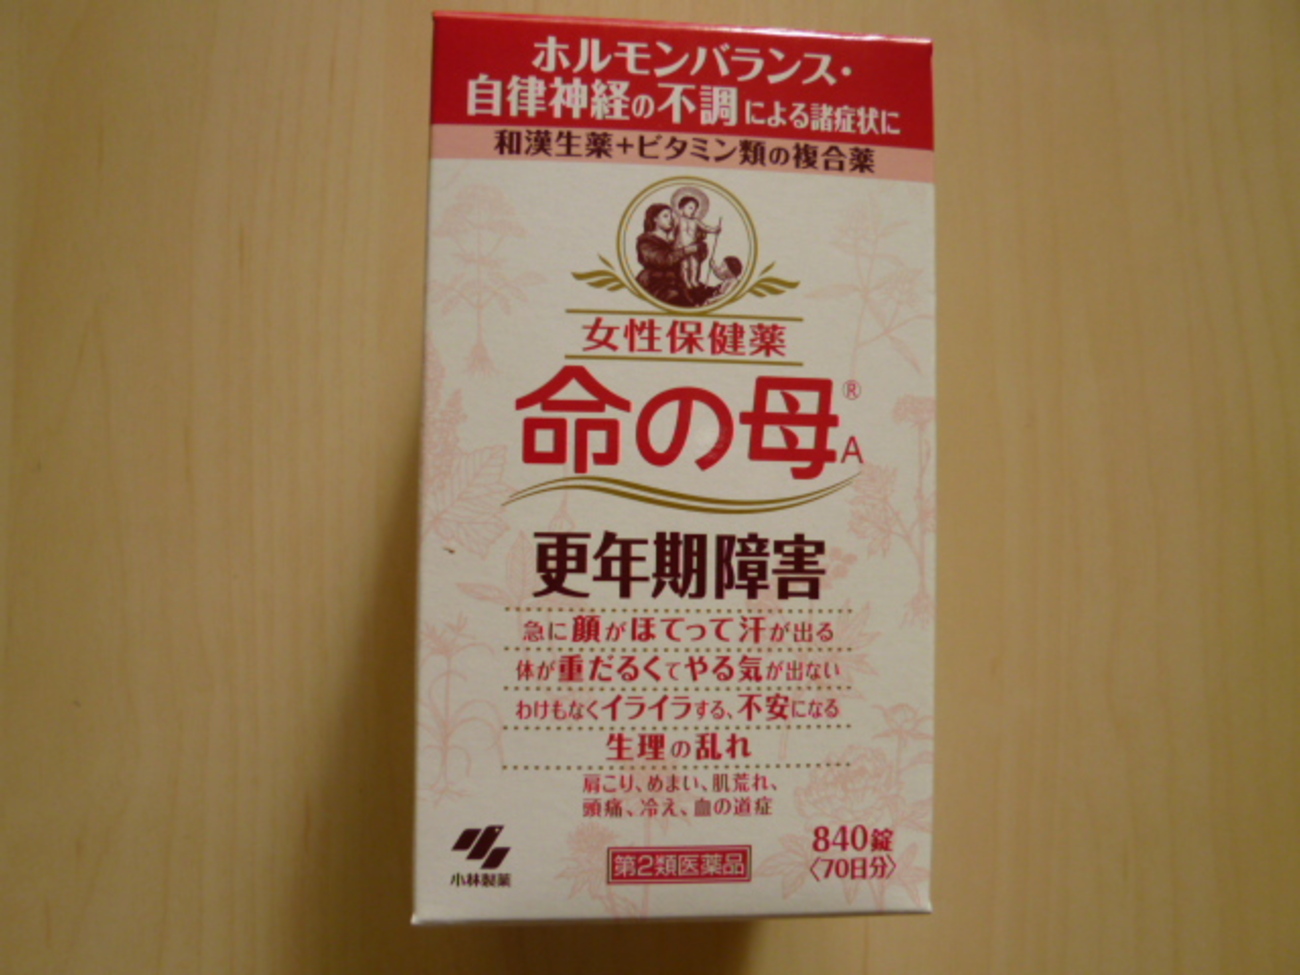 ホルモンバランス・
自律神経の不調による諸症状に
和漢生薬+ビタミン類の複合薬
女性保健薬
命の母®A
更年期障害
急に顔がほてって汗が出る
体が重だるくてやる気が出ない
わけもなくイライラする、不安になる
生理の乱れ
肩こり、めまい、肌荒れ、
頭痛、冷え、血の道症
840錠
〈70日分〉
第2類医薬品
小林製薬